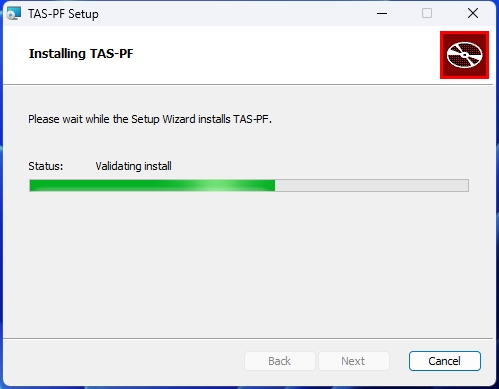 TAS-PF Setup
Installing TAS-PF
Please wait while the Setup Wizard installs TAS-PF.
Status: Validating install
Back Next Cancel